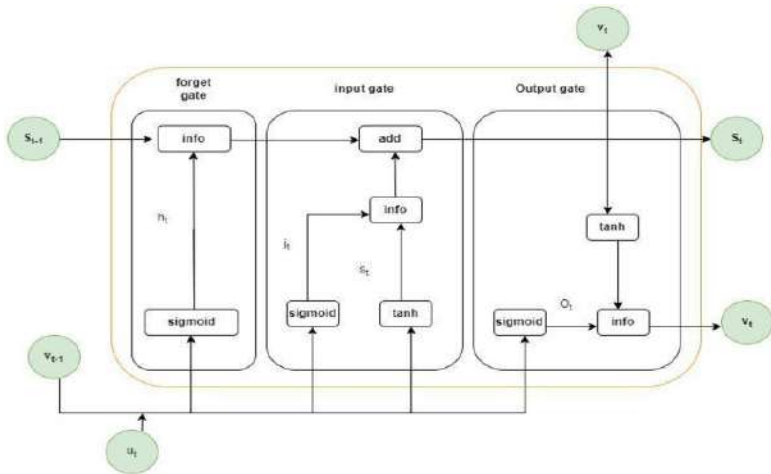 vₜ
forget
gate
input gate
Output gate
Sₜ₋₁
info
add
Sₜ
hₜ
info
iₜ
sₜ
tanh
sigmoid
sigmoid
tanh
sigmoid
Oₜ
info
vₜ
vₜ₋₁
uₜ